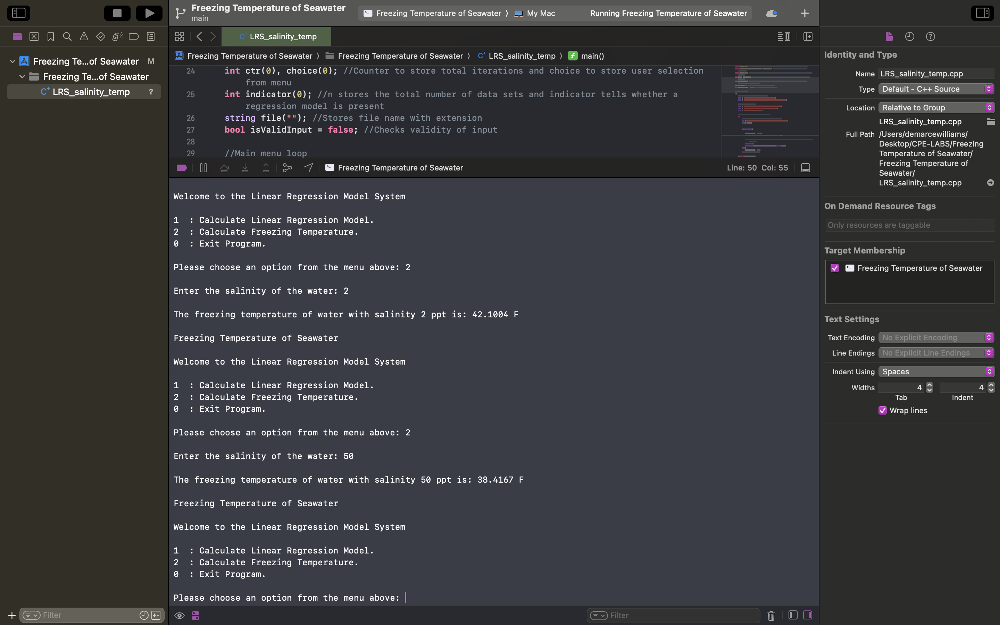 Freezing Temperature of Seawater
main
Freezing Temperature of Seawater 〉 My Mac
Running Freezing Temperature of Seawater
LRS_salinity_temp
Freezing Te...of Seawater M
Freezing Te...of Seawater
LRS_salinity_temp ?
Freezing Temperature of Seawater 〉 Freezing Temperature of Seawater 〉 LRS_salinity_temp 〉 main()
24 int ctr(0), choice(0); //Counter to store total iterations and choice to store user selection
from menu
25 int indicator(0); //n stores the total number of data sets and indicator tells whether a
regression model is present
26 string file(""); //Stores file name with extension
27 bool isValidInput = false; //Checks validity of input
28
29 //Main menu loop
Freezing Temperature of Seawater
Line: 50 Col: 55
Welcome to the Linear Regression Model System
1 : Calculate Linear Regression Model.
2 : Calculate Freezing Temperature.
0 : Exit Program.
Please choose an option from the menu above: 2
Enter the salinity of the water: 2
The freezing temperature of water with salinity 2 ppt is: 42.1004 F
Freezing Temperature of Seawater
Welcome to the Linear Regression Model System
1 : Calculate Linear Regression Model.
2 : Calculate Freezing Temperature.
0 : Exit Program.
Please choose an option from the menu above: 2
Enter the salinity of the water: 50
The freezing temperature of water with salinity 50 ppt is: 38.4167 F
Freezing Temperature of Seawater
Welcome to the Linear Regression Model System
1 : Calculate Linear Regression Model.
2 : Calculate Freezing Temperature.
0 : Exit Program.
Please choose an option from the menu above:
Filter
Filter
Identity and Type
Name LRS_salinity_temp.cpp
Type Default - C++ Source
Location Relative to Group
LRS_salinity_temp.cpp
Full Path /Users/demarcewilliams/
Desktop/CPE-LABS/Freezing
Temperature of Seawater/
Freezing Temperature of
Seawater/
LRS_salinity_temp.cpp
On Demand Resource Tags
Only resources are taggable
Target Membership
Freezing Temperature of Seawater
Text Settings
Text Encoding No Explicit Encoding
Line Endings No Explicit Line Endings
Indent Using Spaces
Widths 4 4
Tab Indent
Wrap lines